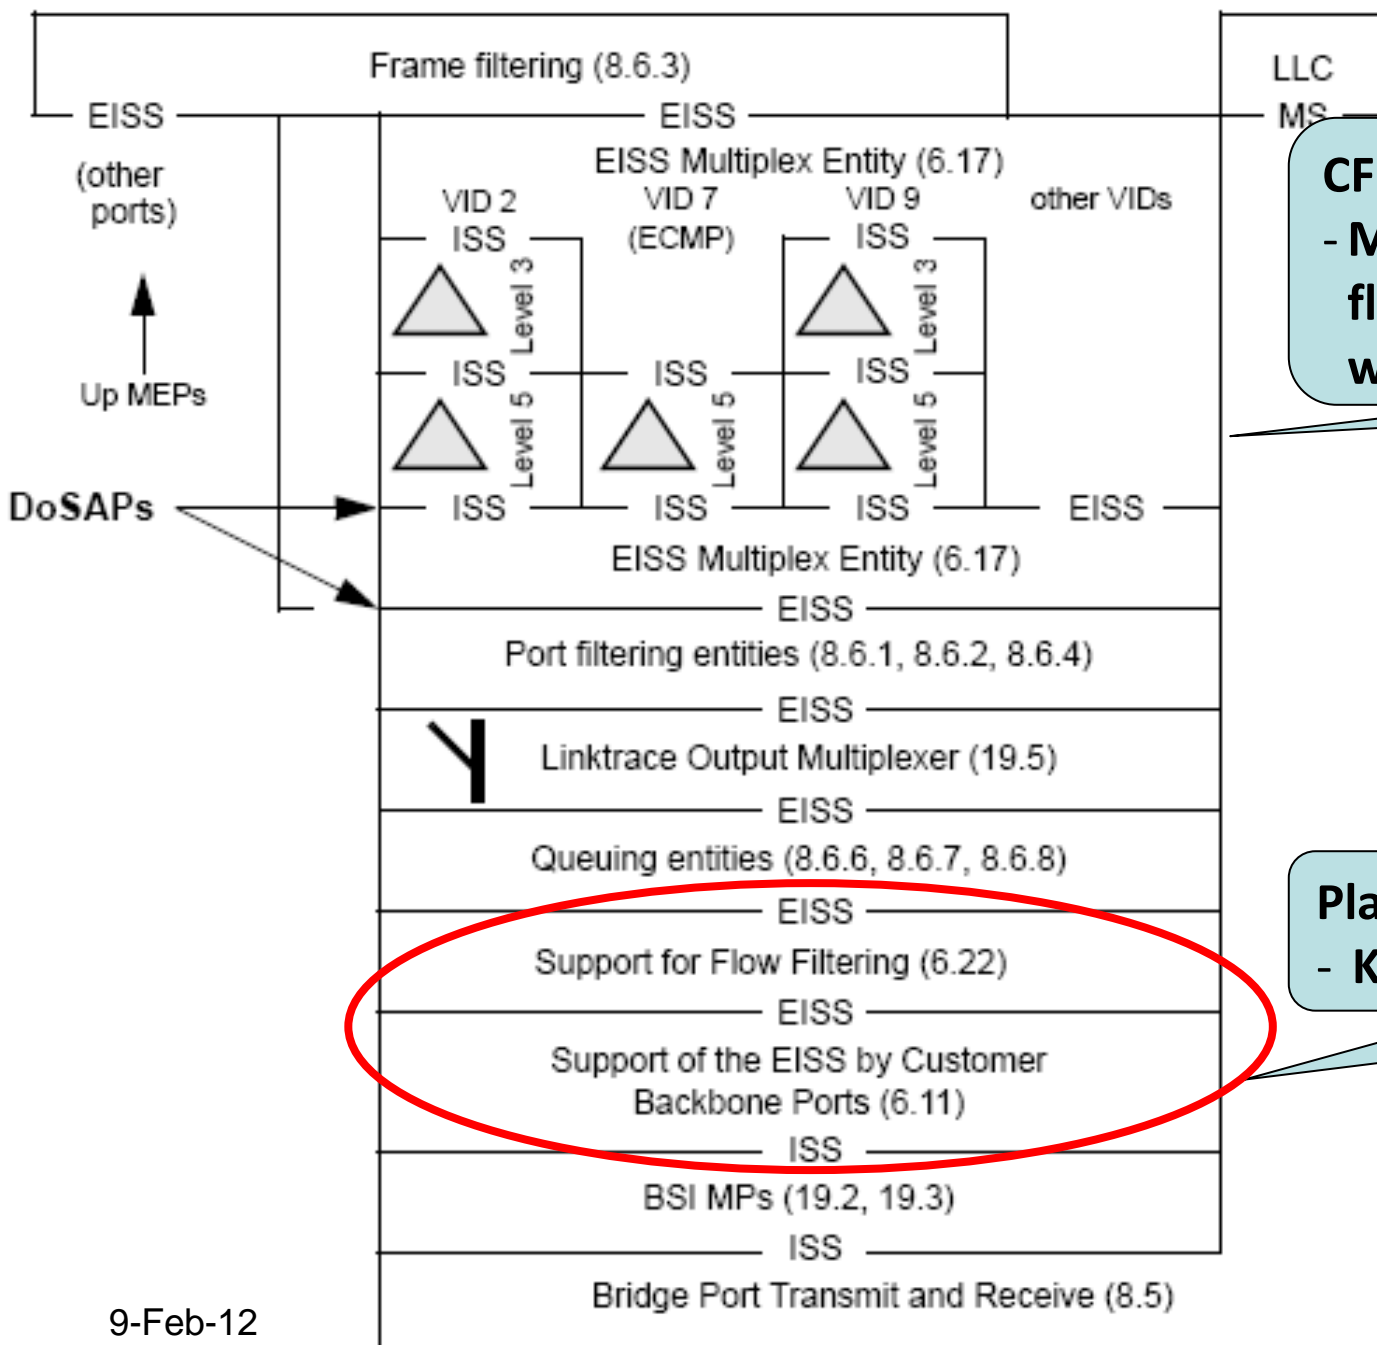 Frame filtering (8.6.3)
LLC
EISS
EISS
MS
(other
ports)
EISS Multiplex Entity (6.17)
VID 2
VID 7
VID 9
other VIDs
ISS
(ECMP)
ISS
Level 3
Level 3
CF
- M
fl
w
Up MEPs
ISS
ISS
ISS
Level 5
Level 5
Level 5
DoSAPs
ISS
ISS
ISS
EISS
EISS Multiplex Entity (6.17)
EISS
Port filtering entities (8.6.1, 8.6.2, 8.6.4)
EISS
Linktrace Output Multiplexer (19.5)
EISS
Queuing entities (8.6.6, 8.6.7, 8.6.8)
EISS
Pla
- K
Support for Flow Filtering (6.22)
EISS
Support of the EISS by Customer
Backbone Ports (6.11)
ISS
BSI MPs (19.2, 19.3)
ISS
Bridge Port Transmit and Receive (8.5)
9-Feb-12